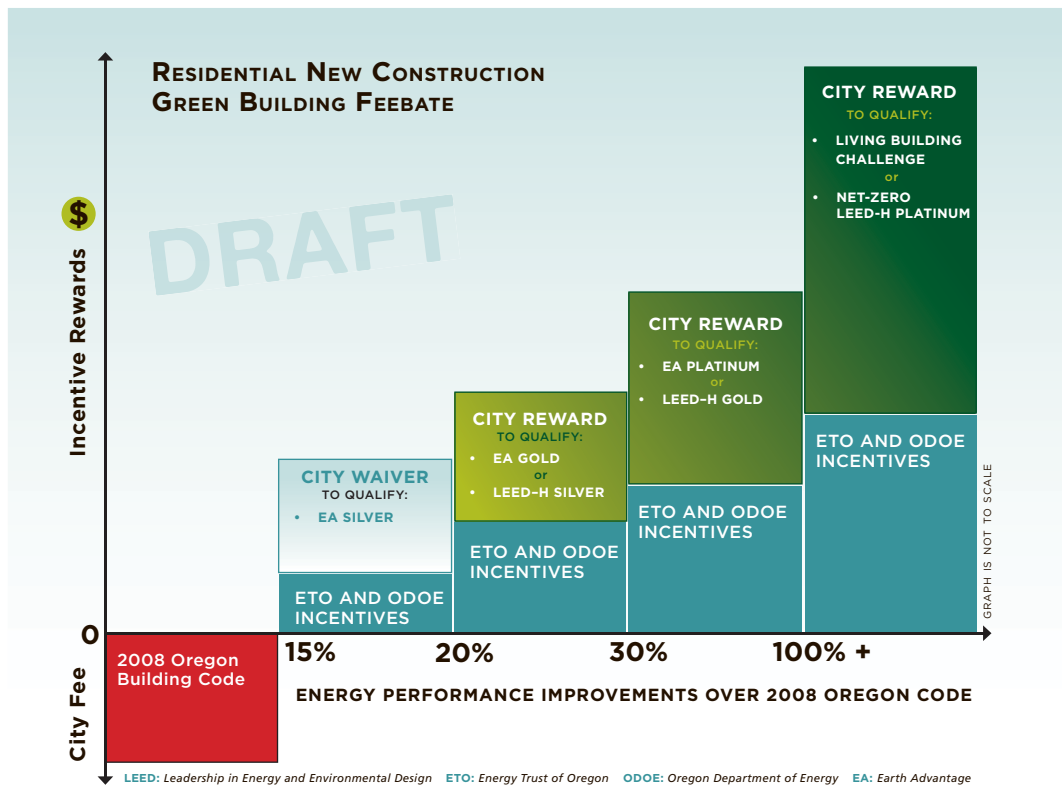 RESIDENTIAL NEW CONSTRUCTION
GREEN BUILDING FEEBATE
DRAFT
$
Incentive Rewards
0
City Fee
2008 Oregon
Building Code
CITY WAIVER
TO QUALIFY:
• EA SILVER
ETO AND ODOE
INCENTIVES
CITY REWARD
TO QUALIFY:
• EA GOLD
or
• LEED-H SILVER
ETO AND ODOE
INCENTIVES
CITY REWARD
TO QUALIFY:
• EA PLATINUM
or
• LEED–H GOLD
ETO AND ODOE
INCENTIVES
CITY REWARD
TO QUALIFY:
• LIVING BUILDING
CHALLENGE
or
• NET-ZERO
LEED-H PLATINUM
ETO AND ODOE
INCENTIVES
GRAPH IS NOT TO SCALE
15% 20% 30% 100% +
ENERGY PERFORMANCE IMPROVEMENTS OVER 2008 OREGON CODE
LEED: Leadership in Energy and Environmental Design ETO: Energy Trust of Oregon ODOE: Oregon Department of Energy EA: Earth Advantage